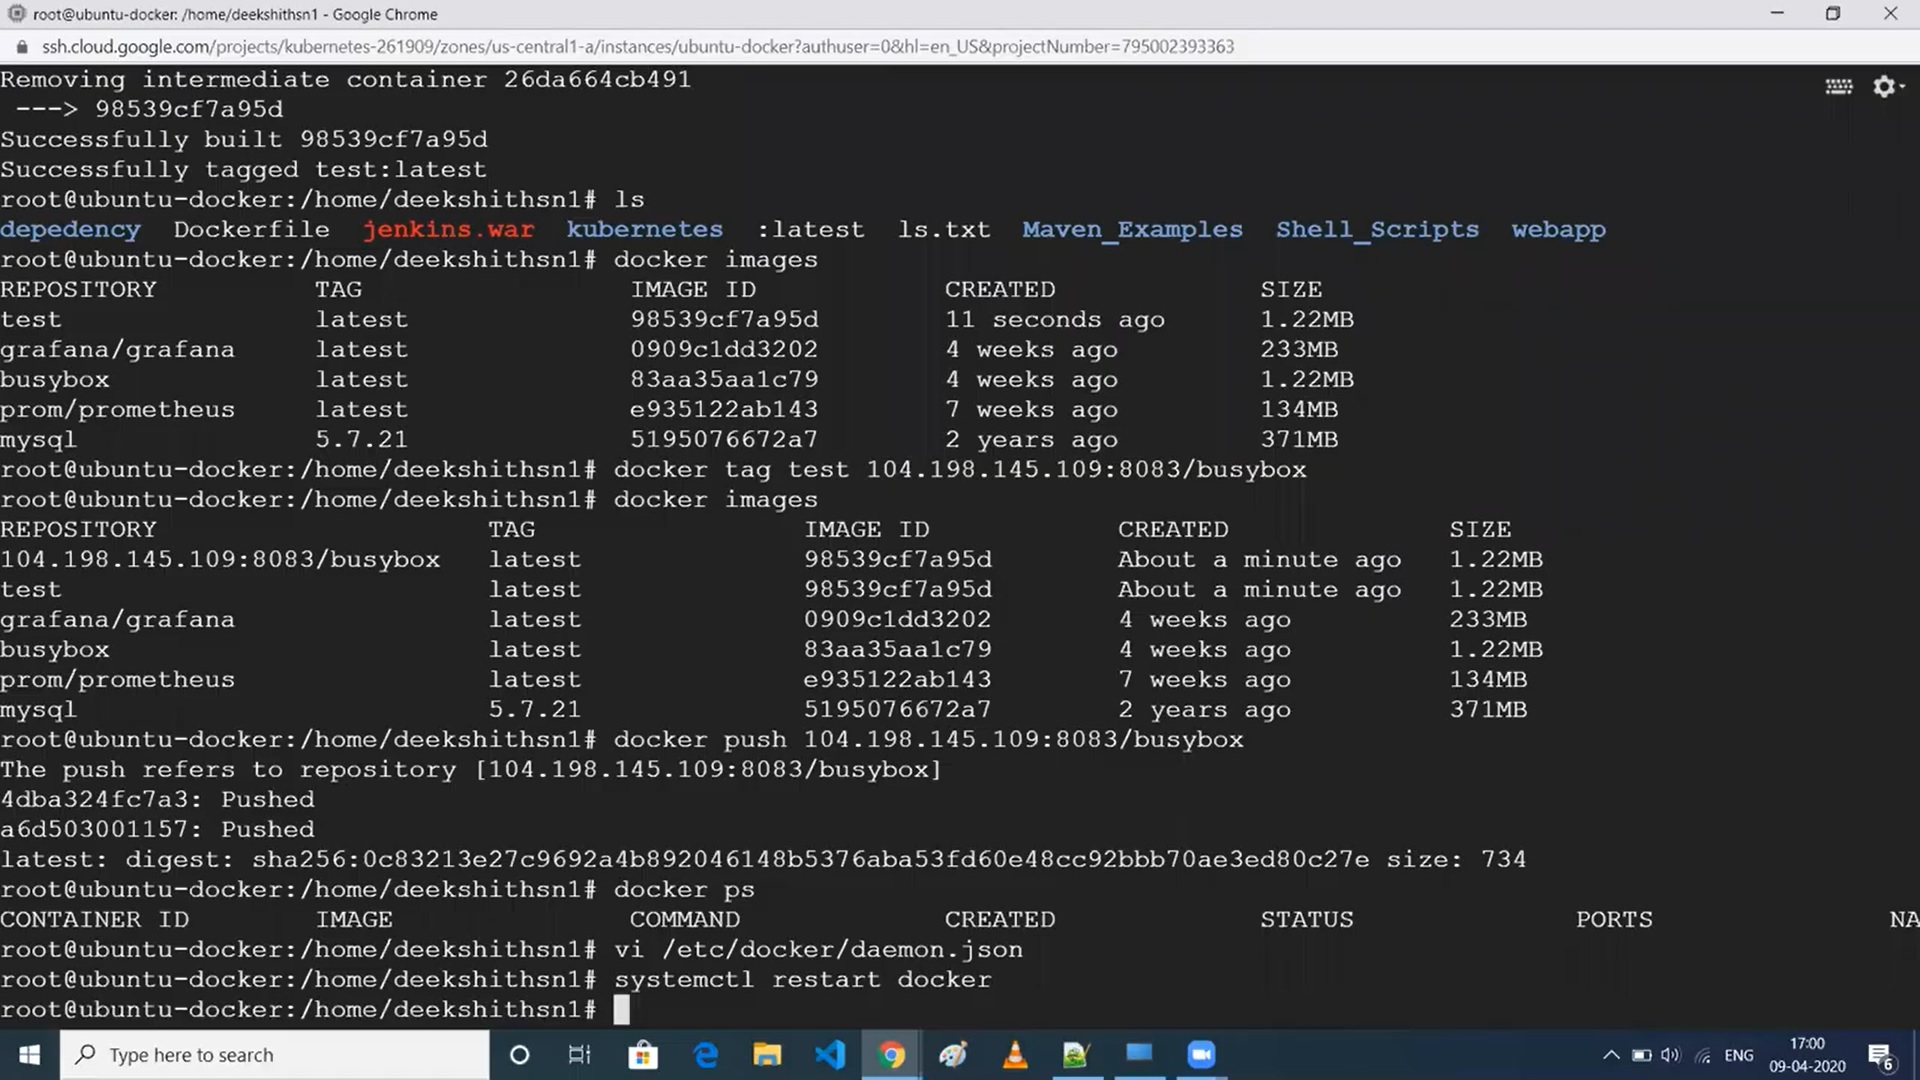 root@ubuntu-docker: /home/deekshithsn1 - Google Chrome
ssh.cloud.google.com/projects/kubernetes-261909/zones/us-central1-a/instances/ubuntu-docker?authuser=0&hl=en_US&projectNumber=795002393363
Removing intermediate container 26da664cb491
---> 98539cf7a95d
Successfully built 98539cf7a95d
Successfully tagged test:latest
root@ubuntu-docker:/home/deekshithsn1# ls
depedency Dockerfile jenkins.war kubernetes :latest ls.txt Maven_Examples Shell_Scripts webapp
root@ubuntu-docker:/home/deekshithsn1# docker images
REPOSITORY TAG IMAGE ID CREATED SIZE
test latest 98539cf7a95d 11 seconds ago 1.22MB
grafana/grafana latest 0909c1dd3202 4 weeks ago 233MB
busybox latest 83aa35aa1c79 4 weeks ago 1.22MB
prom/prometheus latest e935122ab143 7 weeks ago 134MB
mysql 5.7.21 5195076672a7 2 years ago 371MB
root@ubuntu-docker:/home/deekshithsn1# docker tag test 104.198.145.109:8083/busybox
root@ubuntu-docker:/home/deekshithsn1# docker images
REPOSITORY TAG IMAGE ID CREATED SIZE
104.198.145.109:8083/busybox latest 98539cf7a95d About a minute ago 1.22MB
test latest 98539cf7a95d About a minute ago 1.22MB
grafana/grafana latest 0909c1dd3202 4 weeks ago 233MB
busybox latest 83aa35aa1c79 4 weeks ago 1.22MB
prom/prometheus latest e935122ab143 7 weeks ago 134MB
mysql 5.7.21 5195076672a7 2 years ago 371MB
root@ubuntu-docker:/home/deekshithsn1# docker push 104.198.145.109:8083/busybox
The push refers to repository [104.198.145.109:8083/busybox]
4dba324fc7a3: Pushed
a6d503001157: Pushed
latest: digest: sha256:0c83213e27c9692a4b892046148b5376aba53fd60e48cc92bbb70ae3ed80c27e size: 734
root@ubuntu-docker:/home/deekshithsn1# docker ps
CONTAINER ID IMAGE COMMAND CREATED STATUS PORTS NA
root@ubuntu-docker:/home/deekshithsn1# vi /etc/docker/daemon.json
root@ubuntu-docker:/home/deekshithsn1# systemctl restart docker
root@ubuntu-docker:/home/deekshithsn1#
Type here to search
ENG
17:00
09-04-2020
6